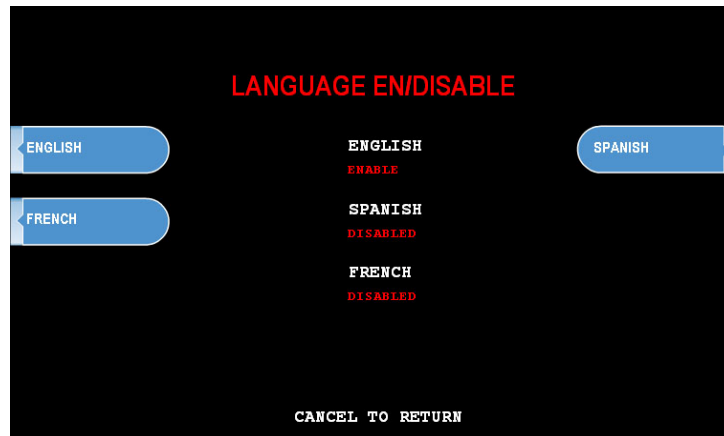 LANGUAGE EN/DISABLE
ENGLISH
ENGLISH
ENABLE
SPANISH
FRENCH
SPANISH
DISABLED
FRENCH
DISABLED
CANCEL TO RETURN